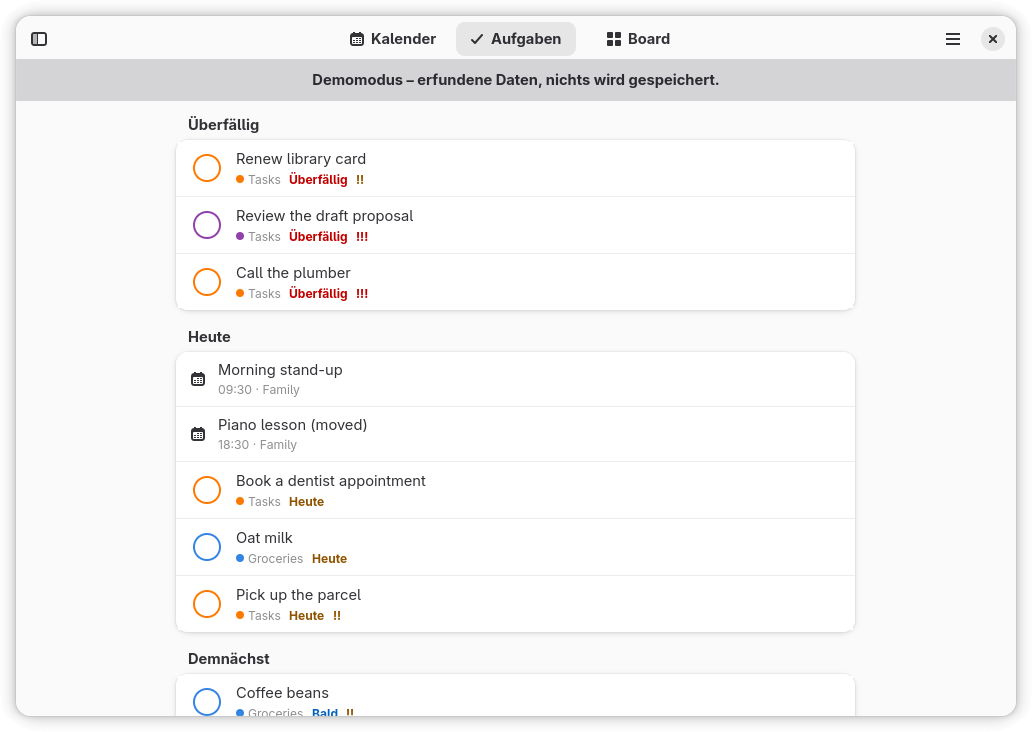 Kalender Aufgaben Board
Demomodus – erfundene Daten, nichts wird gespeichert.
Überfällig
Renew library card
Tasks Überfällig !!
Review the draft proposal
Tasks Überfällig !!!
Call the plumber
Tasks Überfällig !!!
Heute
Morning stand-up
09:30 · Family
Piano lesson (moved)
18:30 · Family
Book a dentist appointment
Tasks Heute
Oat milk
Groceries Heute
Pick up the parcel
Tasks Heute !!
Demnächst
Coffee beans
Groceries Bald !!